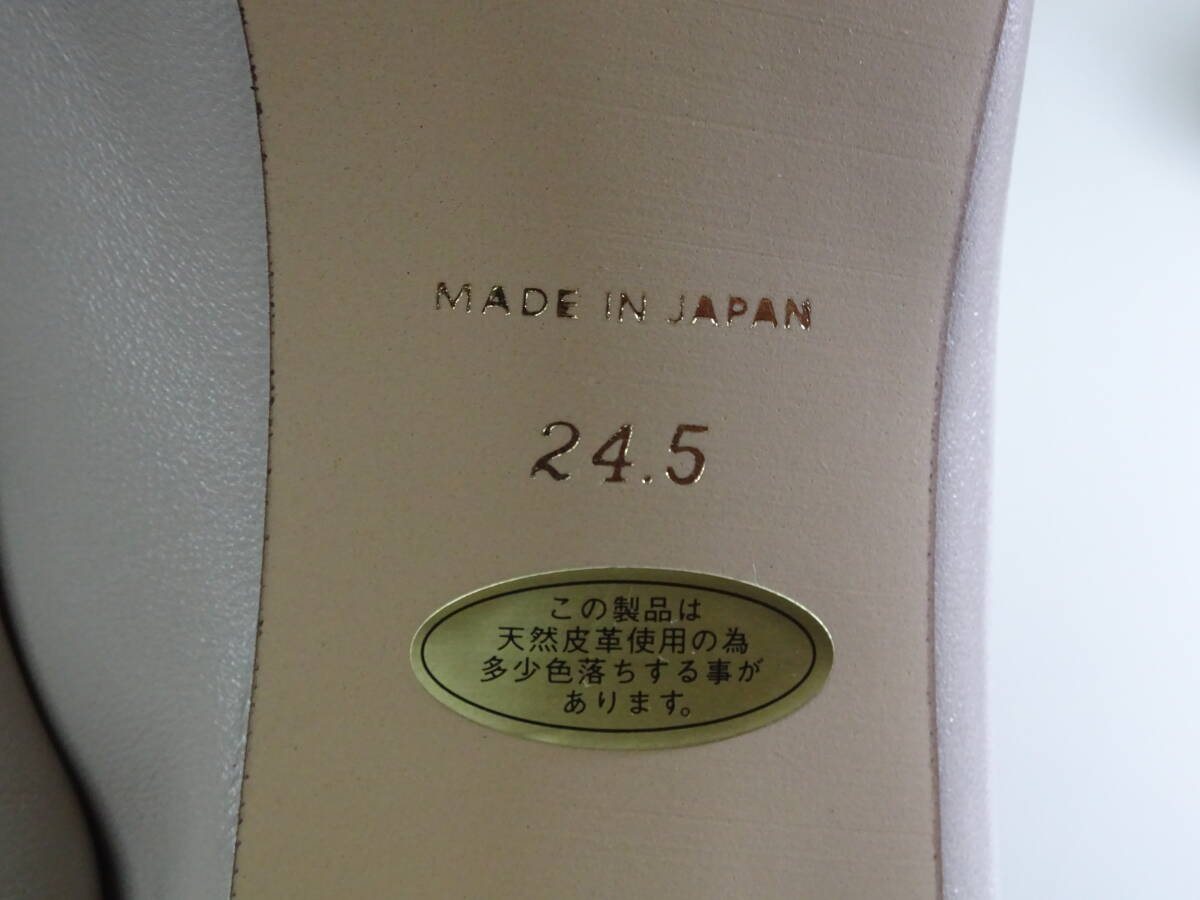 MADE IN JAPAN
24.5
この製品は
天然皮革使用の為
多少色落ちする事が
あります。